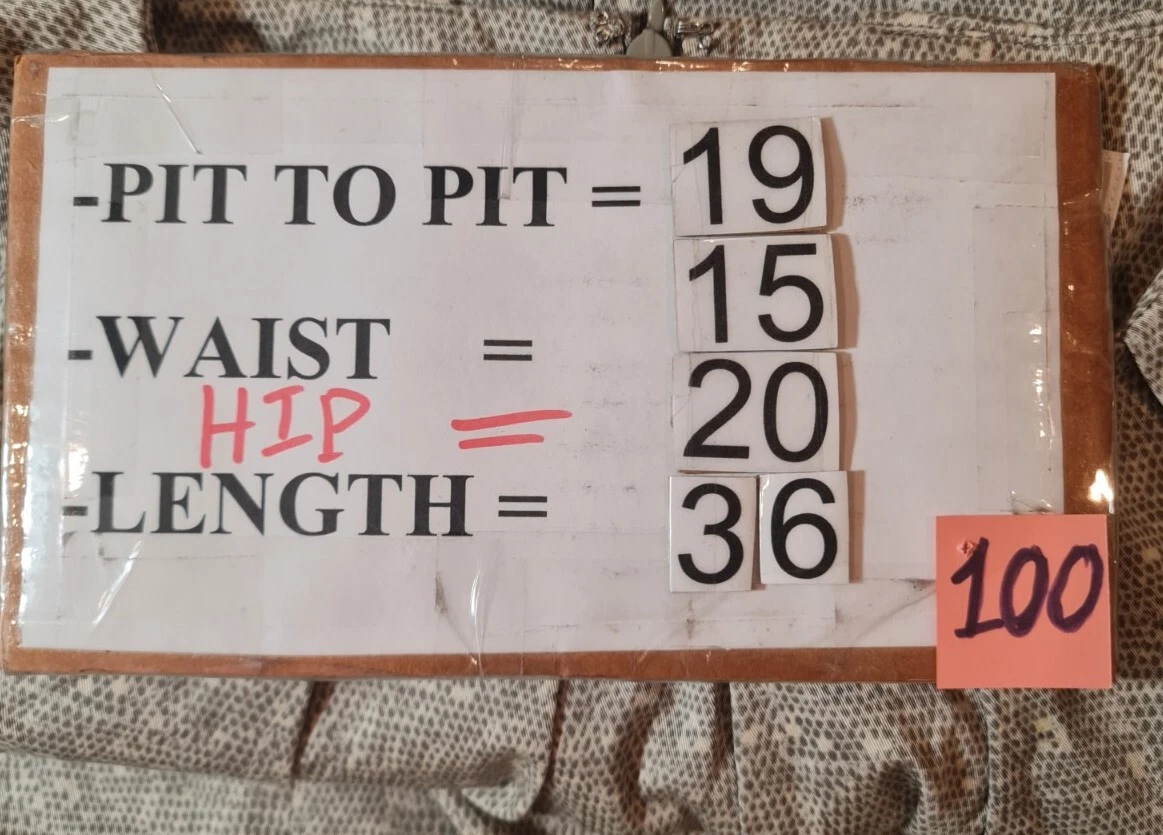 -PIT TO PIT = 19
-WAIST = 15
HIP = 20
-LENGTH = 36
100